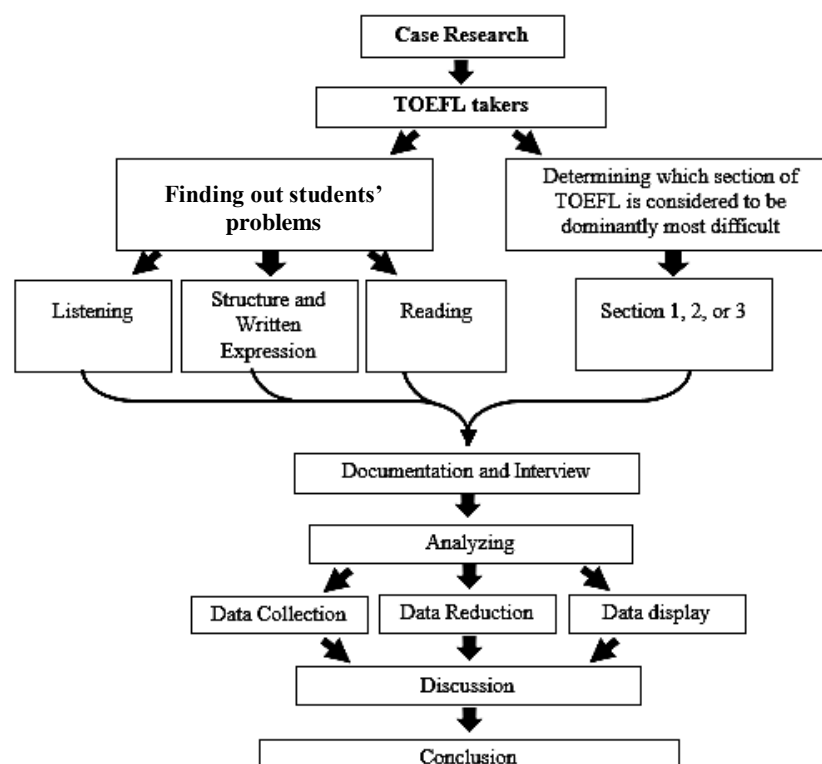 Case Research
TOEFL takers
Finding out students’
problems
Determining which section of
TOEFL is considered to be
dominantly most difficult
Listening
Structure and
Written
Expression
Reading
Section 1, 2, or 3
Documentation and Interview
Analyzing
Data Collection
Data Reduction
Data display
Discussion
Conclusion